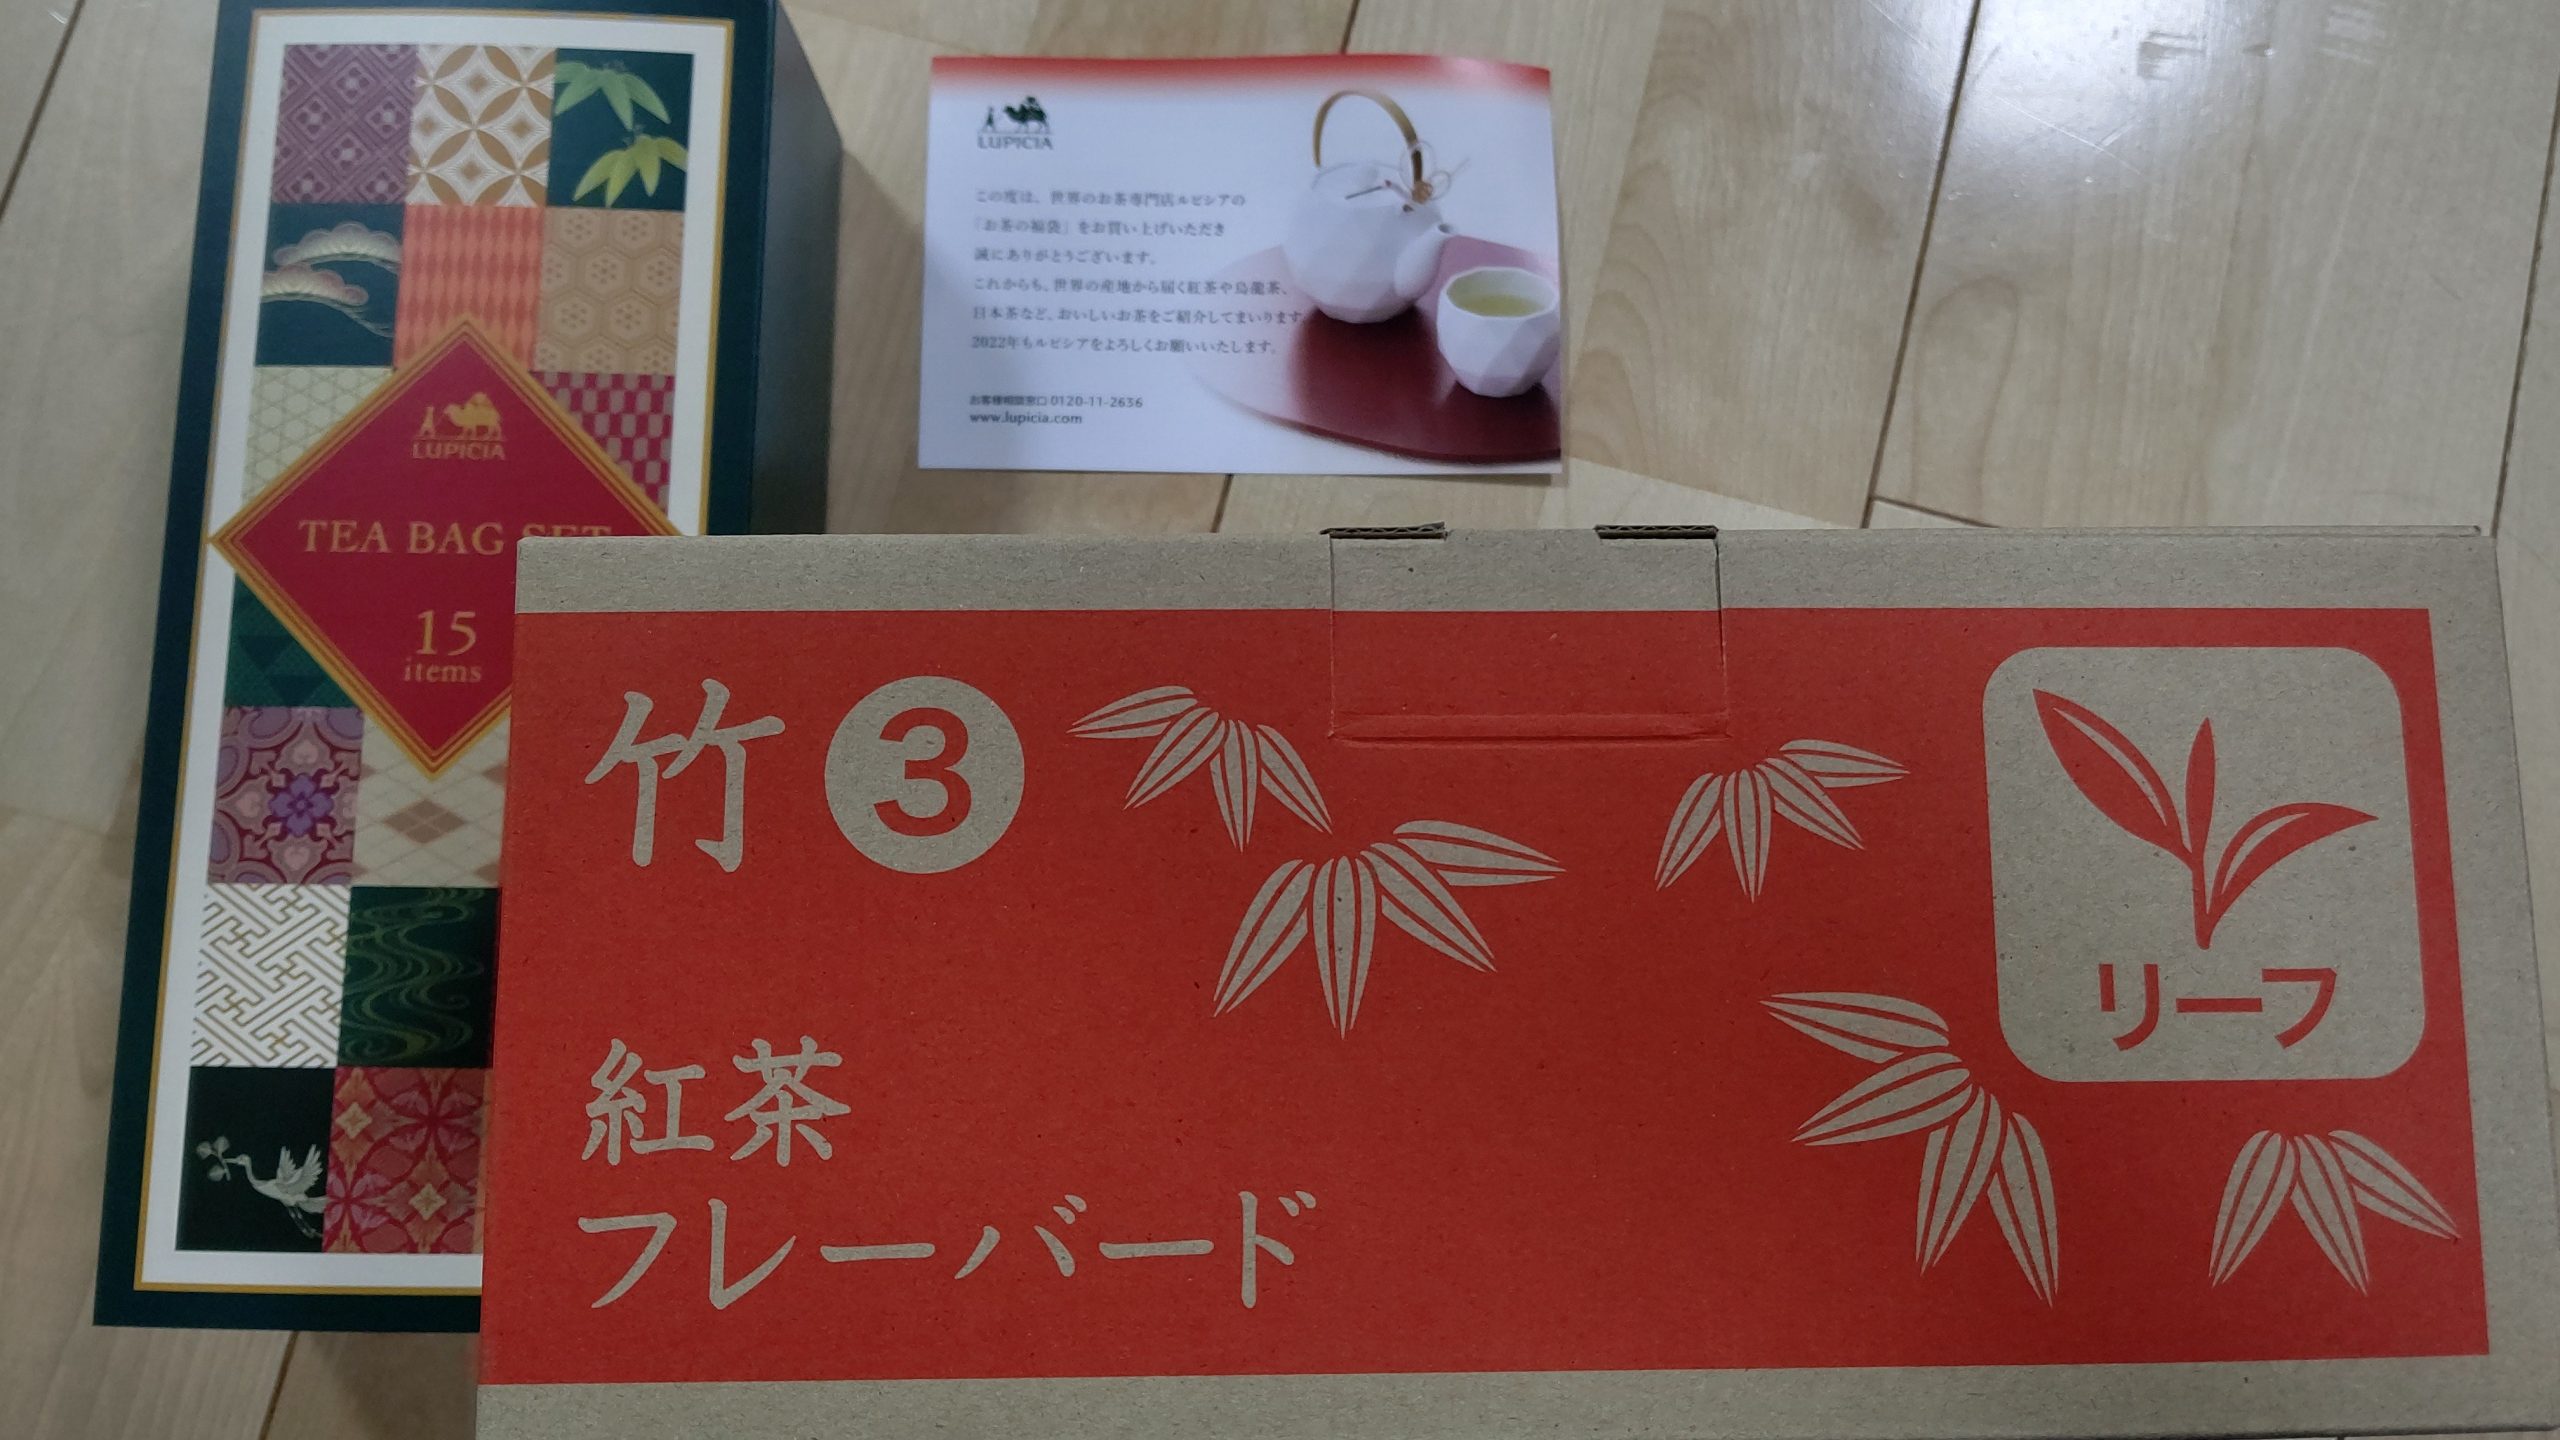 LUPICIA
TEA BAG SET
15
items
LUPICIA
この度は、世界のお茶専門店ルピシアの
「お茶の福袋」をお買い上げいただき
誠にありがとうございます。
これからも、世界の産地から届く紅茶や烏龍茶、
日本茶など、おいしいお茶をご紹介してまいります。
2022年もルピシアをよろしくお願いいたします。
お客様相談窓口 0120-11-2636
www.lupicia.com
竹 3
紅茶
フレーバード
リーフ